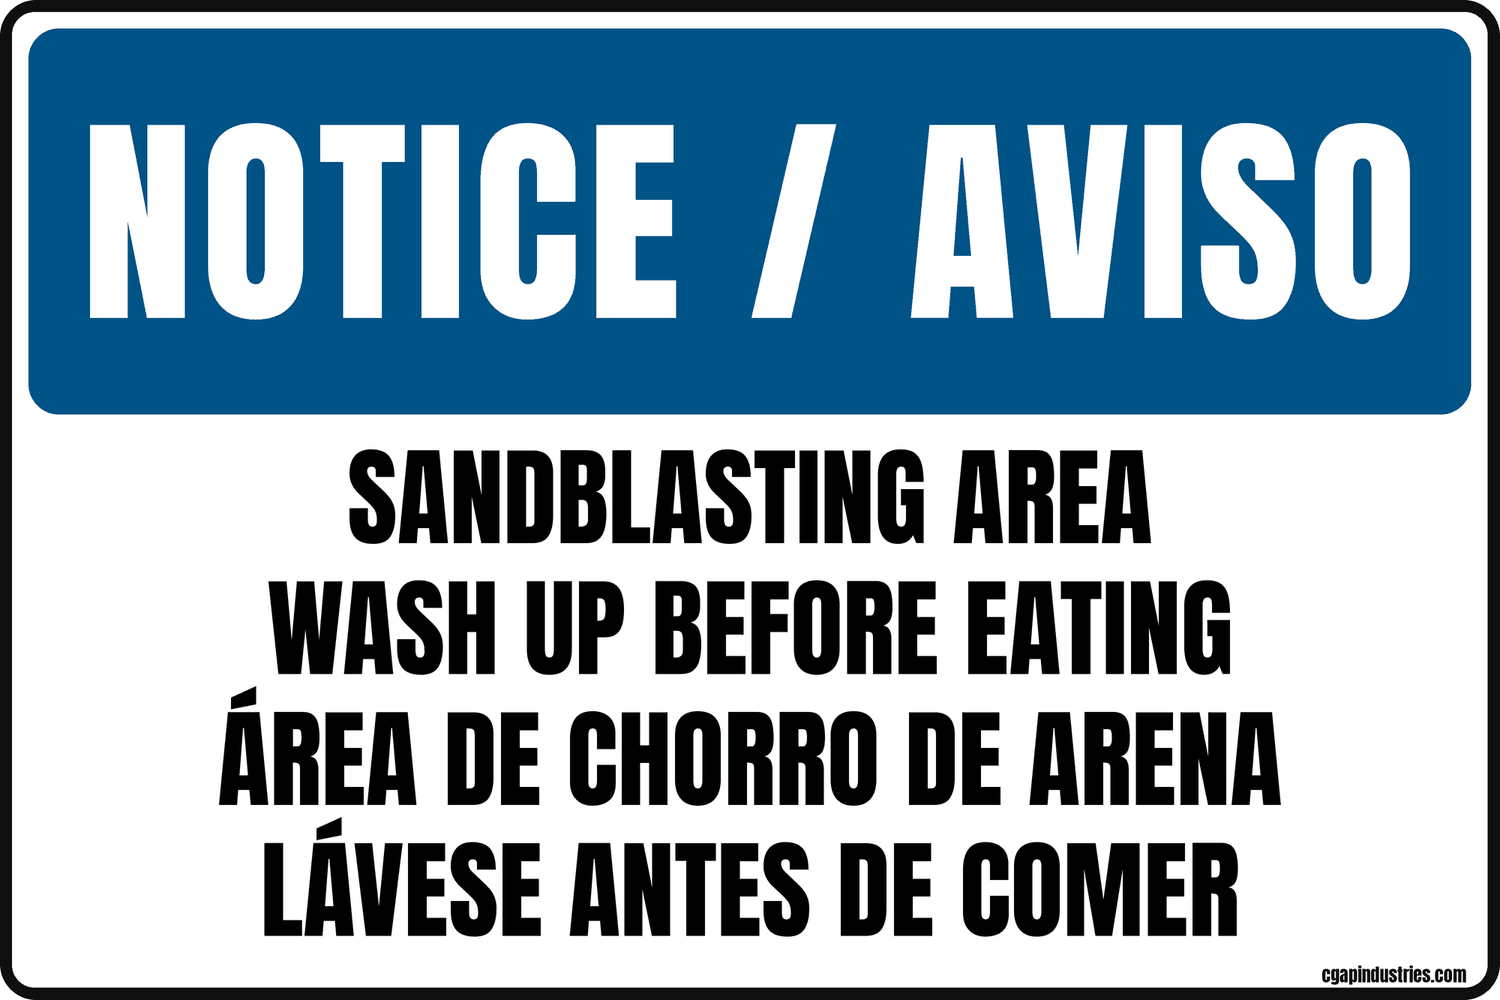 NOTICE / AVISO
SANDBLASTING AREA
WASH UP BEFORE EATING
ÁREA DE CHORRO DE ARENA
LÁVESE ANTES DE COMER
cgapindustries.com